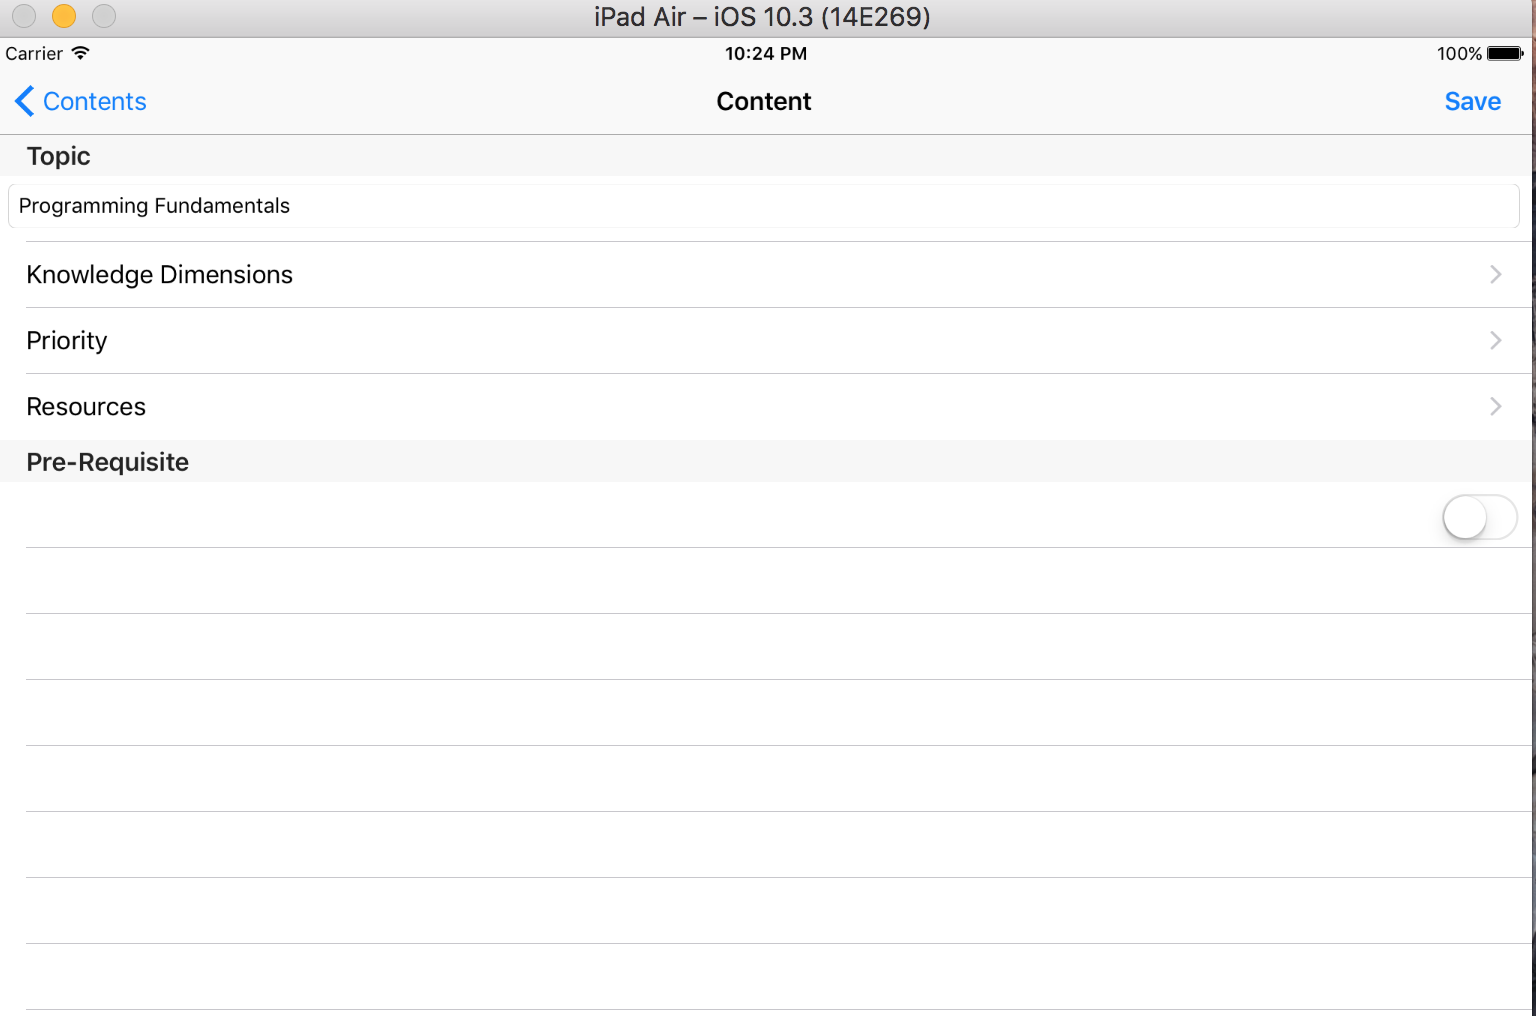 iPad Air – iOS 10.3 (14E269)
Carrier 10:24 PM 100%
Contents Content Save
Topic
Programming Fundamentals
Knowledge Dimensions
Priority
Resources
Pre-Requisite